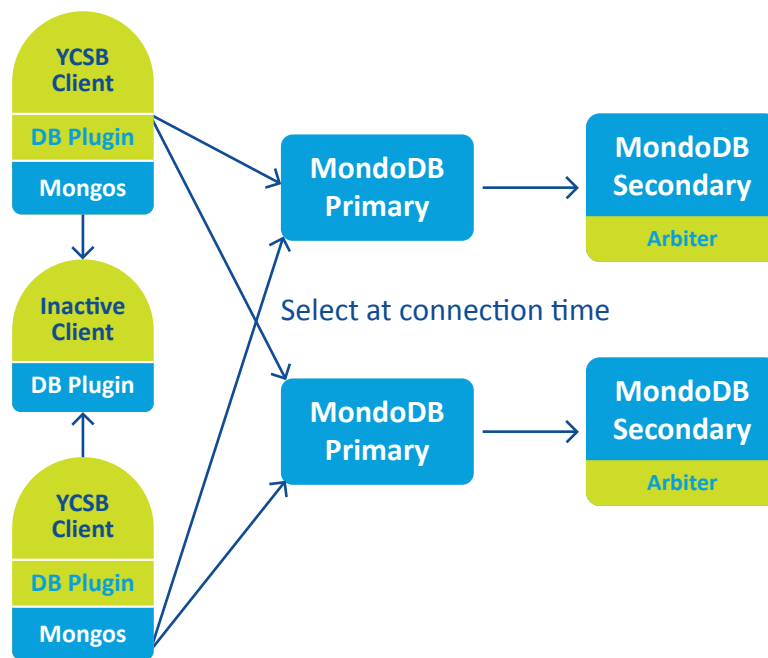 YCSB
Client
DB Plugin
Mongos
Inactive
Client
DB Plugin
YCSB
Client
DB Plugin
Mongos
MondoDB
Primary
Select at connection time
MondoDB
Primary
MondoDB
Secondary
Arbiter
MondoDB
Secondary
Arbiter